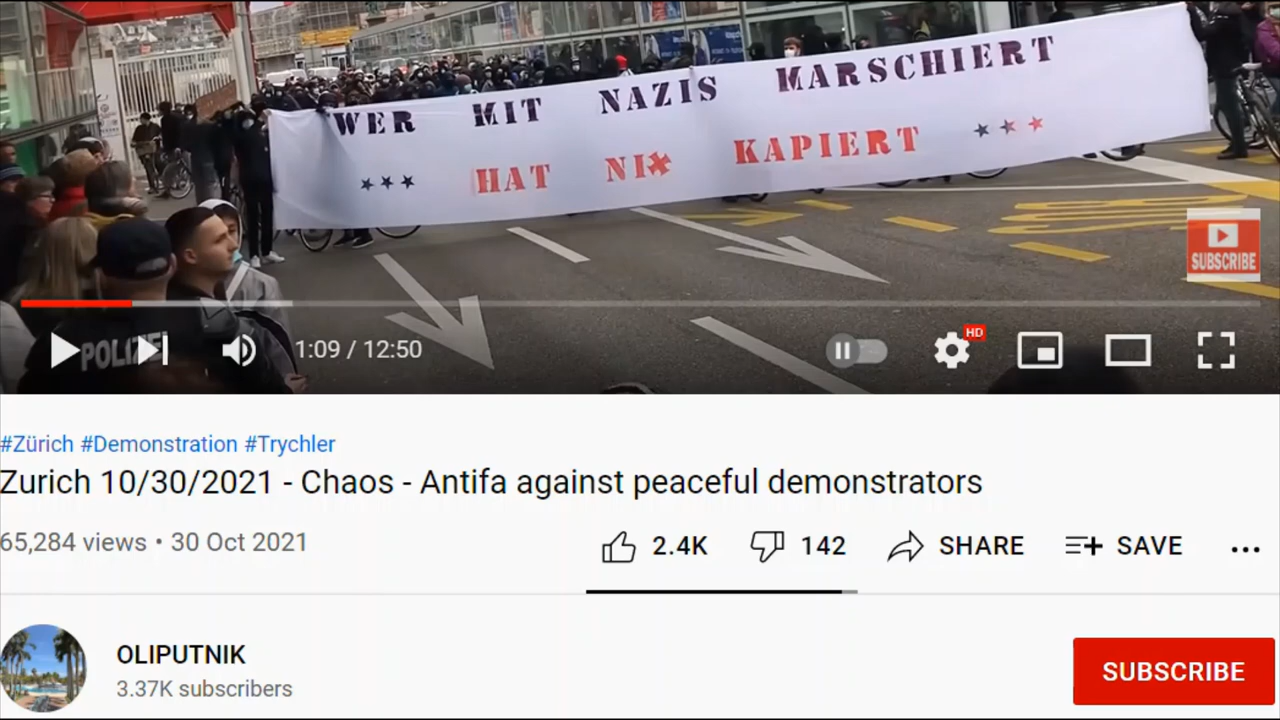 WER MIT NAZIS MARSCHIERT
*** HAT NIX KAPIERT ***
SUBSCRIBE
POLIZEI
1:09 / 12:50
HD
#Zürich #Demonstration #Trychler
Zurich 10/30/2021 - Chaos - Antifa against peaceful demonstrators
65,284 views • 30 Oct 2021
2.4K 142 SHARE SAVE
OLIPUTNIK
3.37K subscribers
SUBSCRIBE